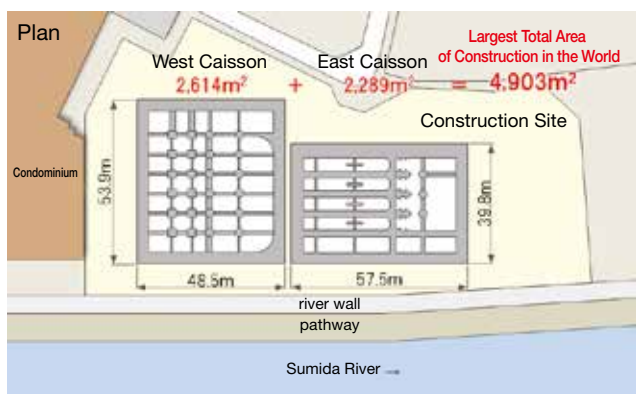 Plan
Largest Total Area
of Construction in the World
West Caisson
East Caisson
2,614m² + 2,289m² = 4,903m²
Construction Site
Condominium
53.9m
39.8m
48.5m
57.5m
river wall
pathway
Sumida River →